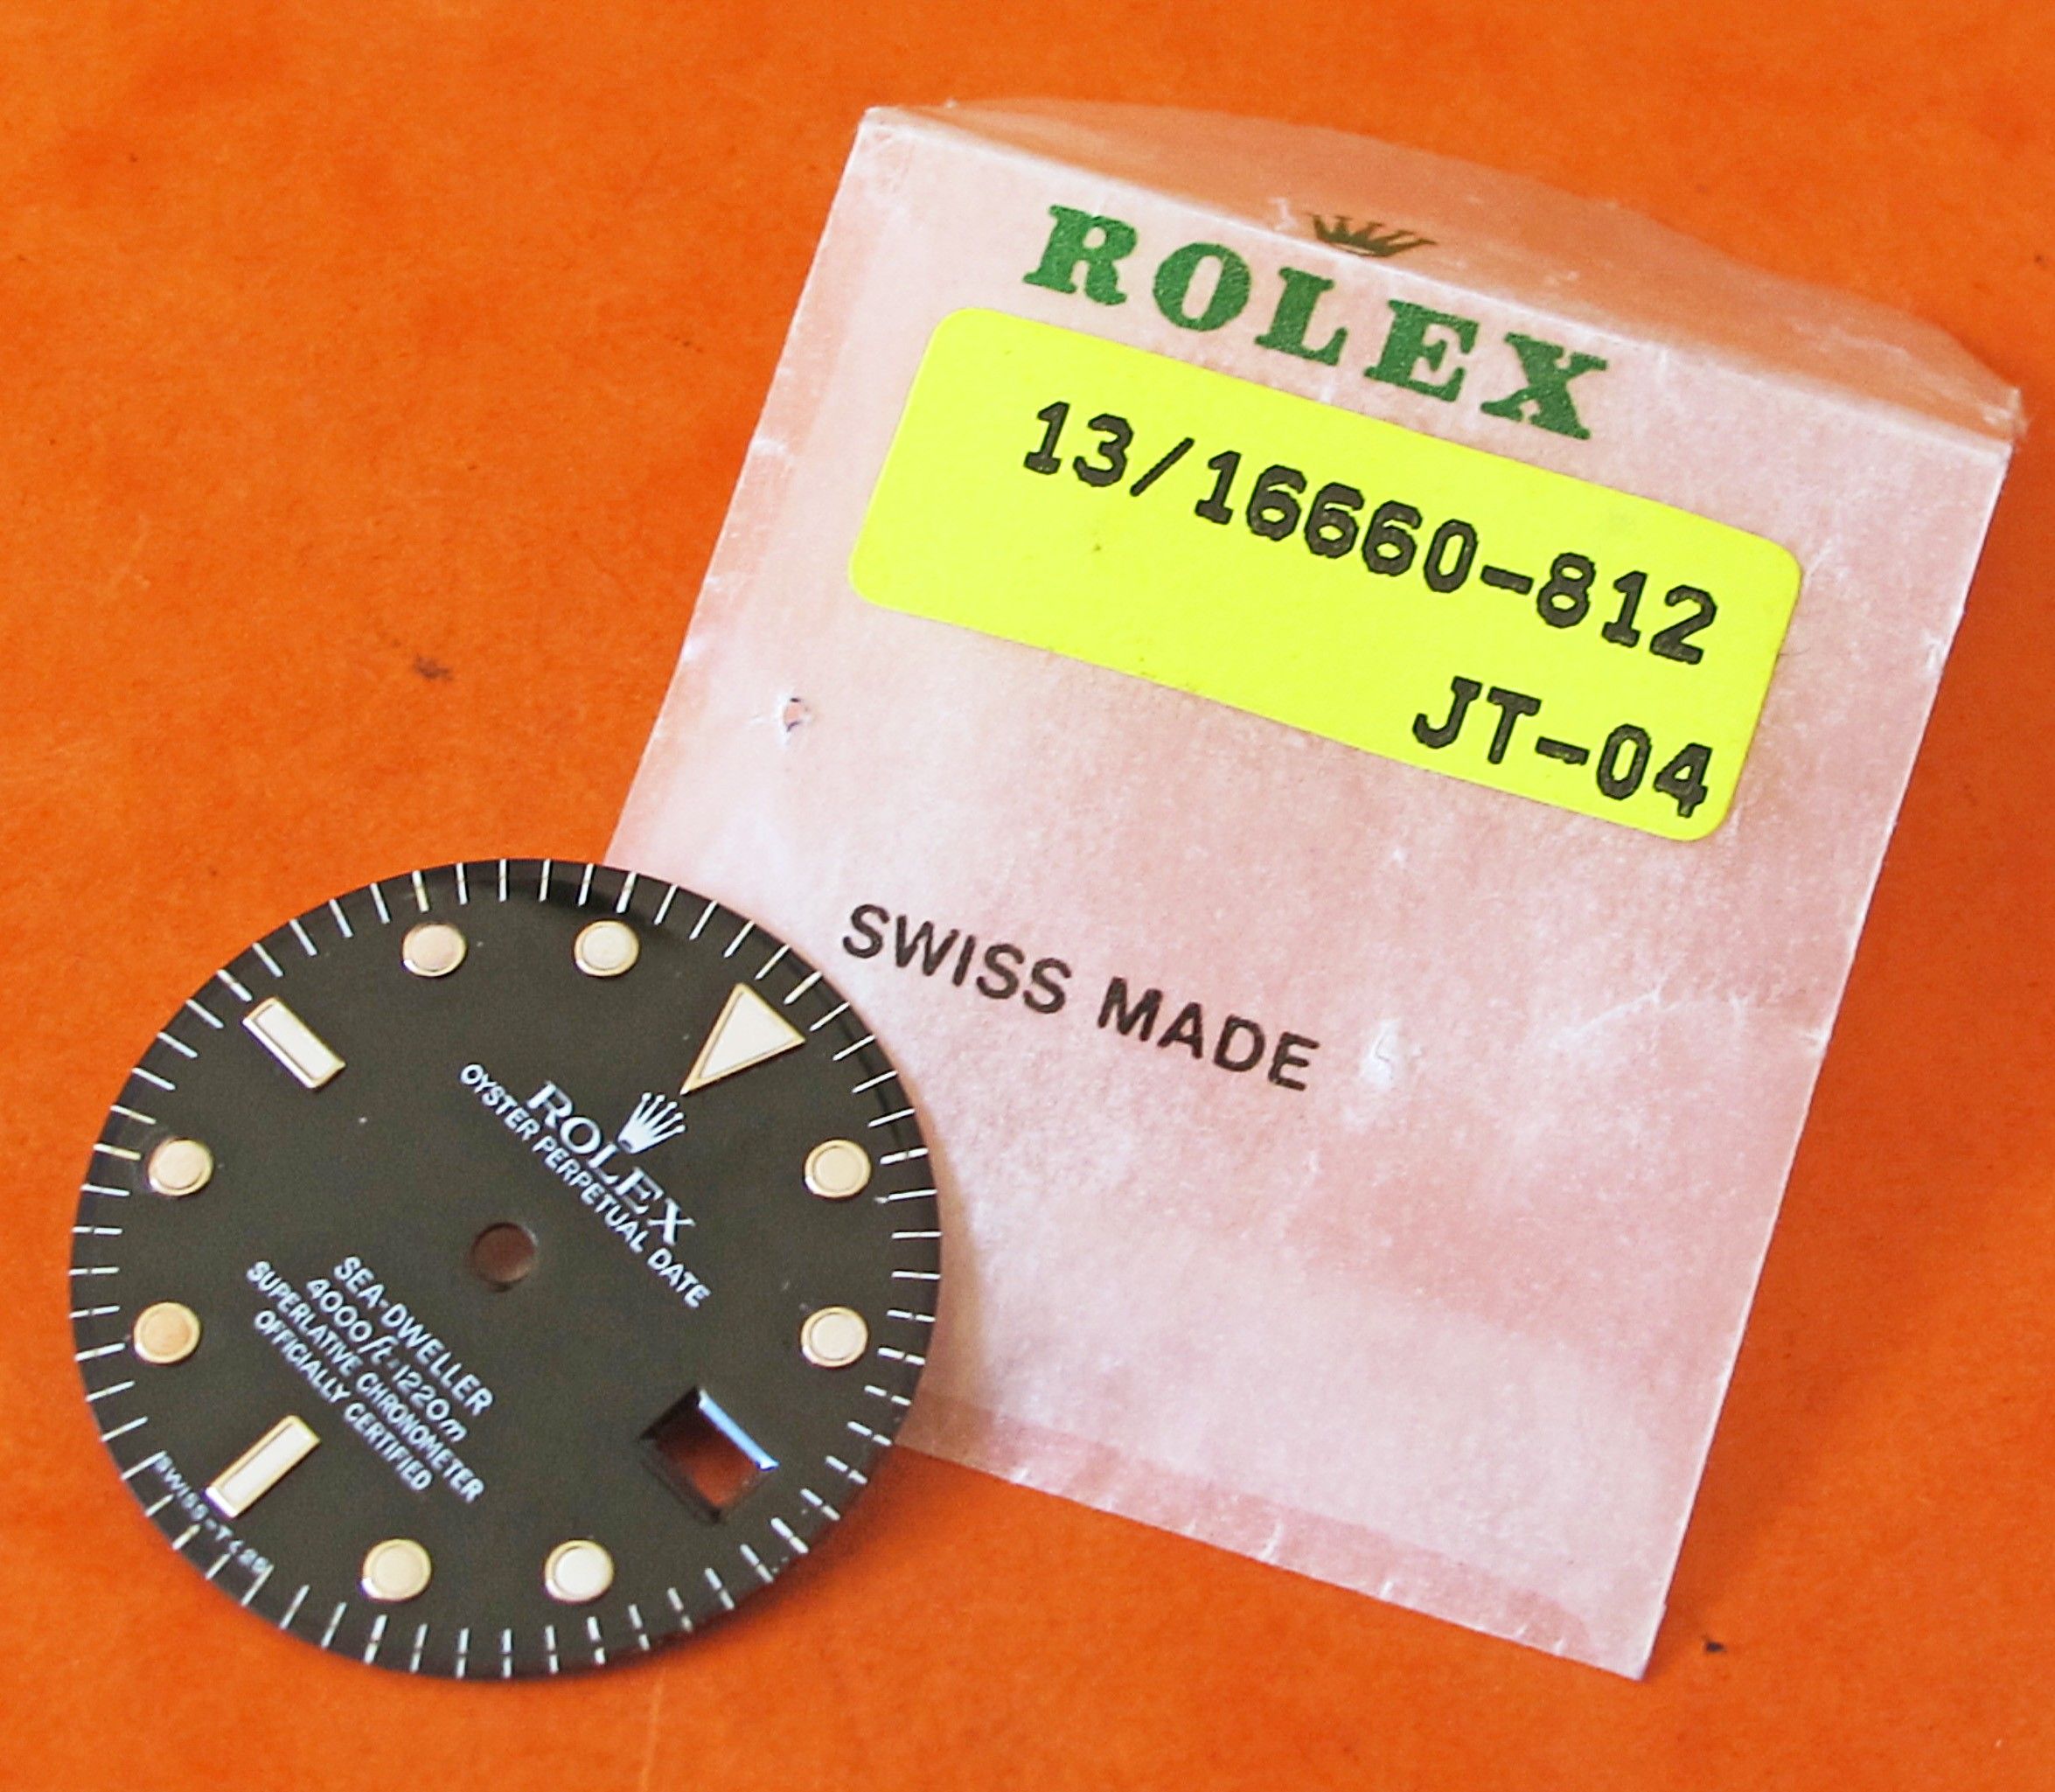 ROLEX
13/16660-812
JT-04
SWISS MADE
ROLEX
OYSTER PERPETUAL DATE
SEA-DWELLER
4000ft=1220m
SUPERLATIVE CHRONOMETER
OFFICIALLY CERTIFIED
SWISS-T<25